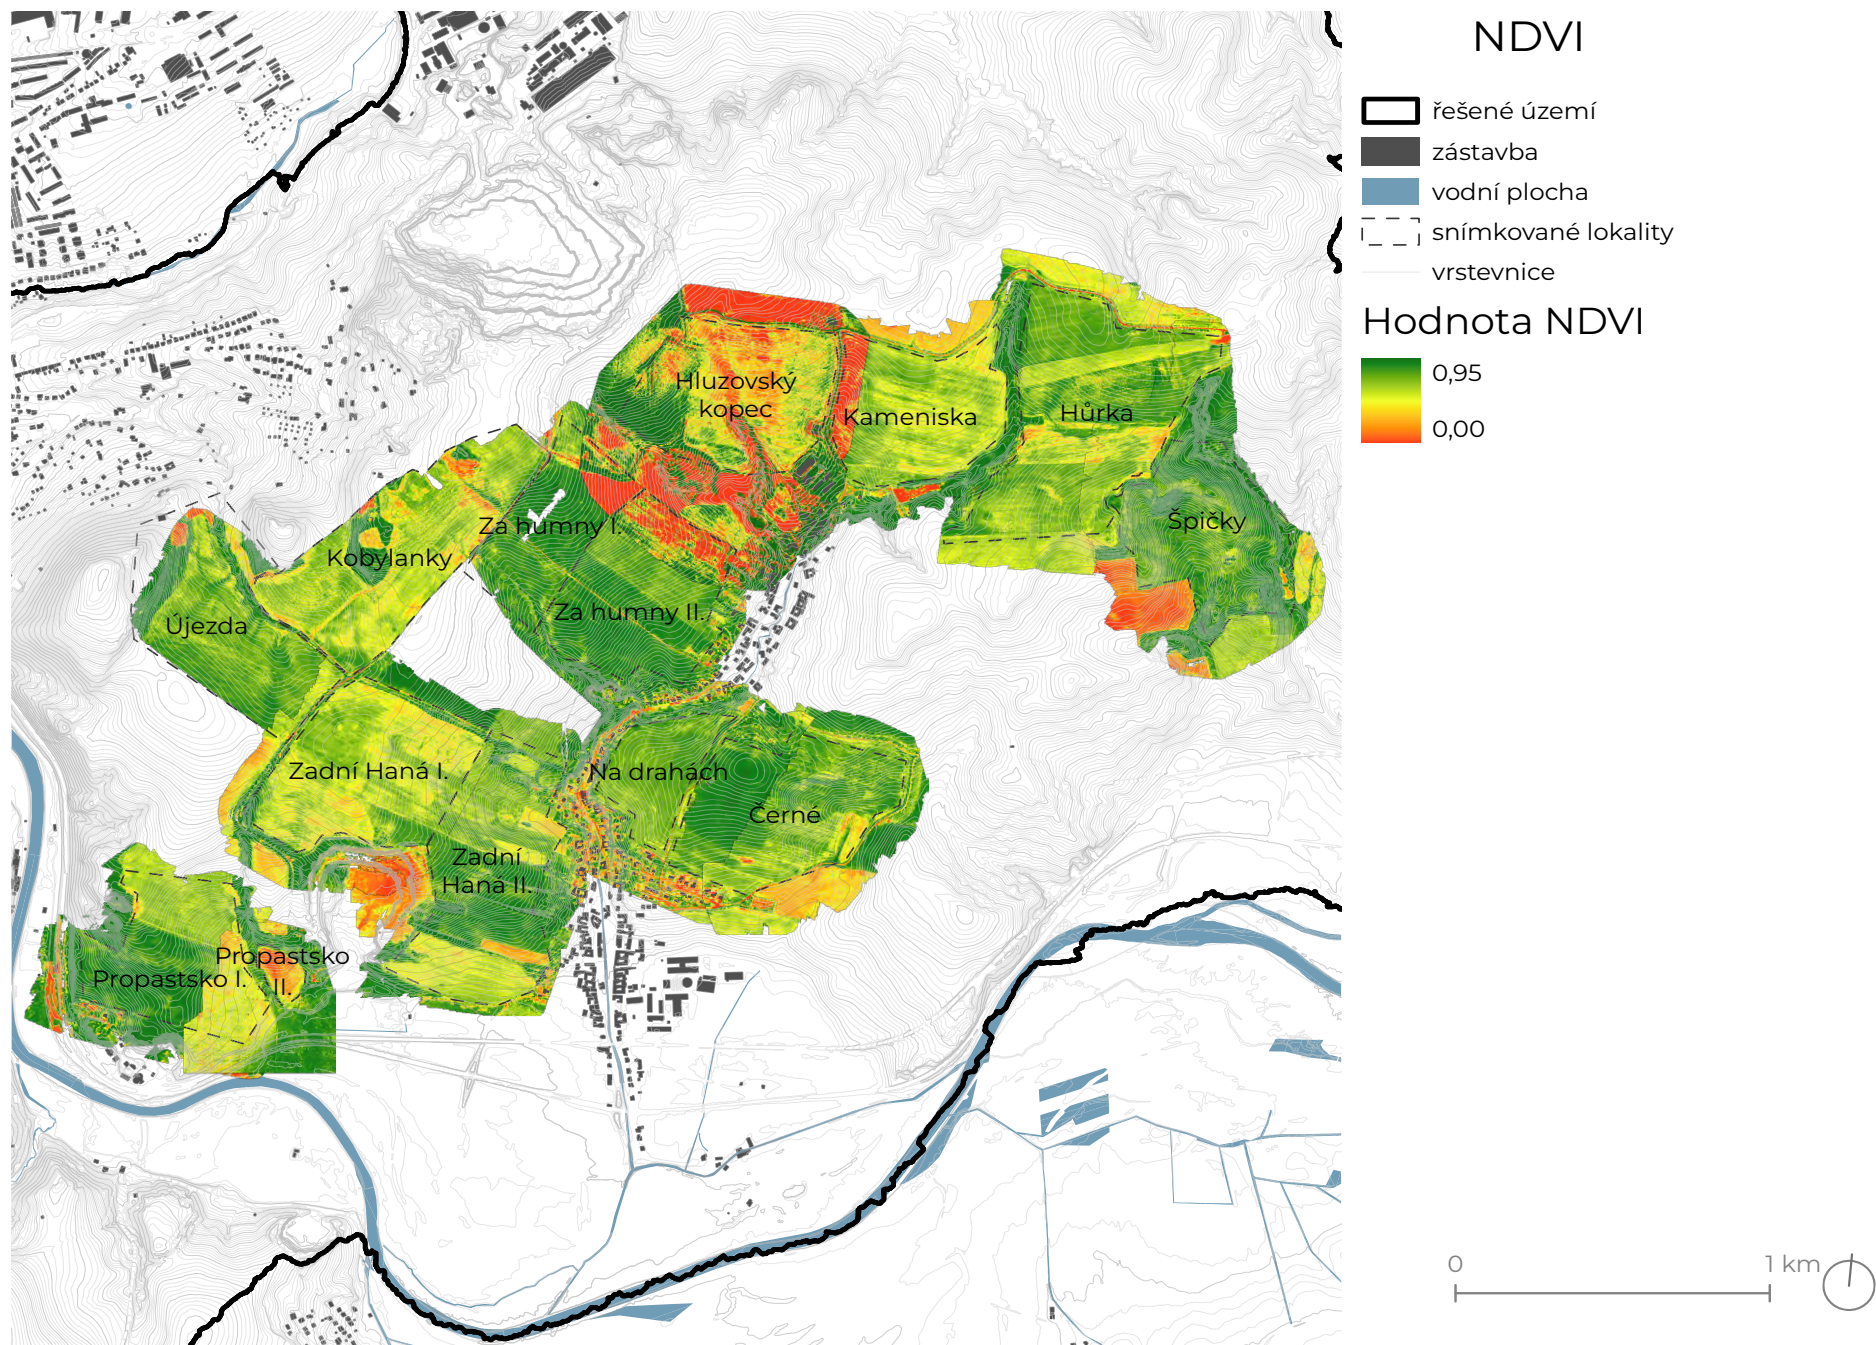 NDVI
řešené území
zástavba
vodní plocha
snímkované lokality
vrstevnice
Hodnota NDVI
0,95
0,00
Hluzovský
kopec
Kameniska
Hůrka
Za humny I.
Špičky
Kobylanky
Za humny II.
Újezda
Zadní Haná I.
Na drahách
Černé
Zadní
Haná II.
Propastsko I.
Propastsko
II.
0
1 km